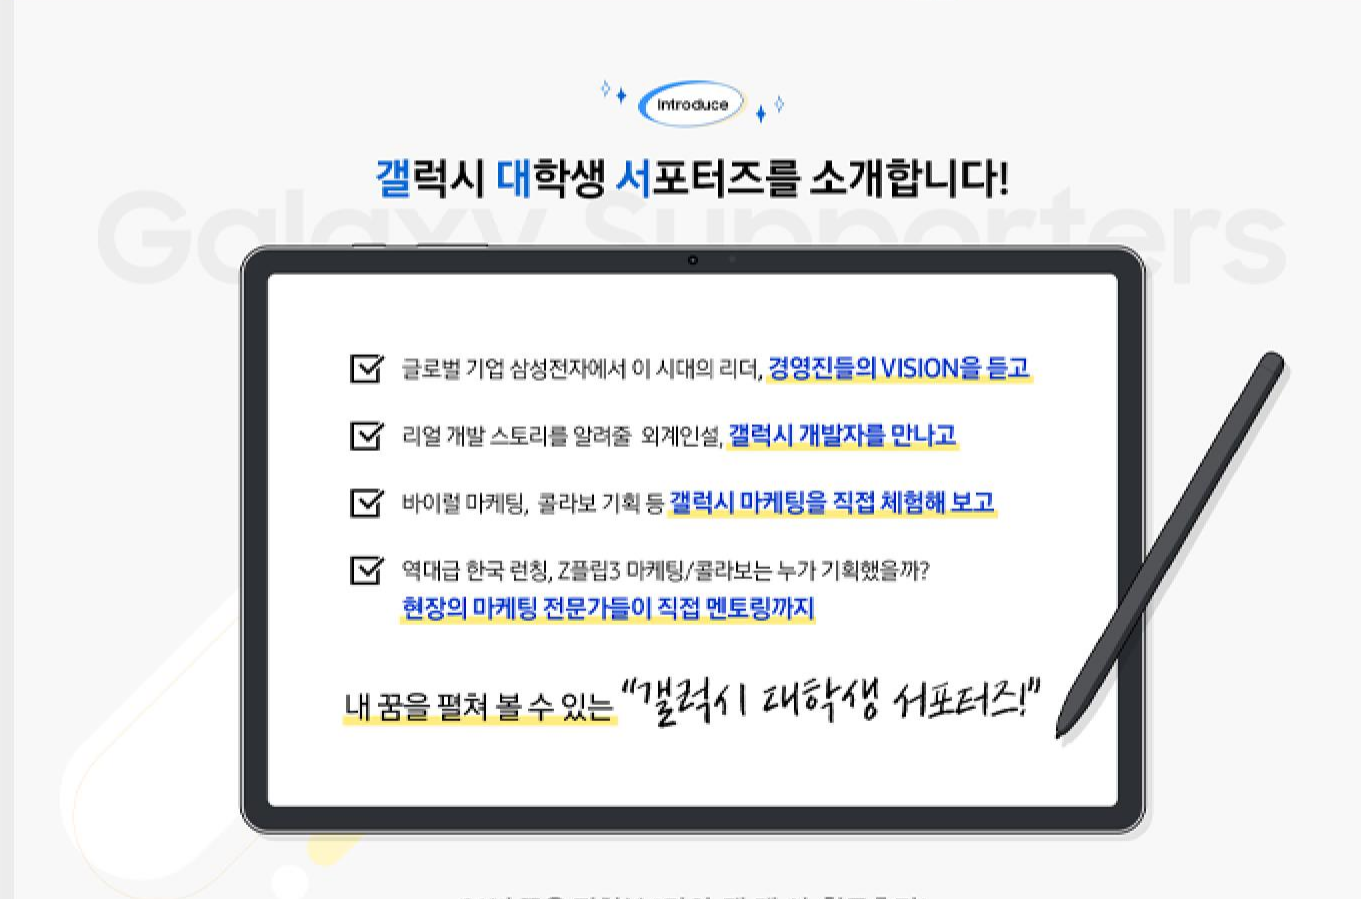 Introduce
갤럭시 대학생 서포터즈를 소개합니다!
Galaxy Supporters
글로벌 기업 삼성전자에서 이 시대의 리더, 경영진들의 VISION을 듣고
리얼 개발 스토리를 알려줄 외계인설, 갤럭시 개발자를 만나고
바이럴 마케팅, 콜라보 기획 등 갤럭시 마케팅을 직접 체험해 보고
역대급 한국 런칭, Z플립3 마케팅/콜라보는 누가 기획했을까?
현장의 마케팅 전문가들이 직접 멘토링까지
내 꿈을 펼쳐 볼 수 있는 “갤럭시 대학생 서포터즈!”